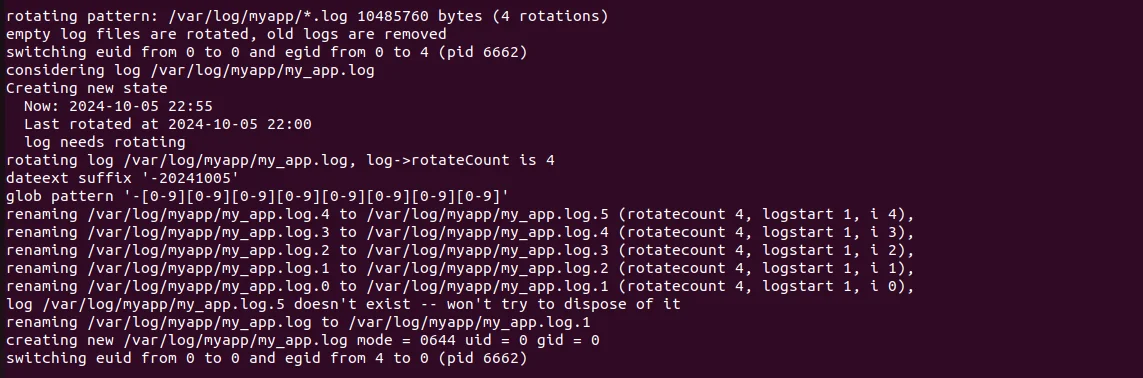 rotating pattern: /var/log/myapp/*.log 10485760 bytes (4 rotations)
empty log files are rotated, old logs are removed
switching euid from 0 to 0 and egid from 0 to 4 (pid 6662)
considering log /var/log/myapp/my_app.log
Creating new state
  Now: 2024-10-05 22:55
  Last rotated at 2024-10-05 22:00
  log needs rotating
rotating log /var/log/myapp/my_app.log, log->rotateCount is 4
dateext suffix '-20241005'
glob pattern '-[0-9][0-9][0-9][0-9][0-9][0-9][0-9][0-9]'
renaming /var/log/myapp/my_app.log.4 to /var/log/myapp/my_app.log.5 (rotatecount 4, logstart 1, i 4),
renaming /var/log/myapp/my_app.log.3 to /var/log/myapp/my_app.log.4 (rotatecount 4, logstart 1, i 3),
renaming /var/log/myapp/my_app.log.2 to /var/log/myapp/my_app.log.3 (rotatecount 4, logstart 1, i 2),
renaming /var/log/myapp/my_app.log.1 to /var/log/myapp/my_app.log.2 (rotatecount 4, logstart 1, i 1),
renaming /var/log/myapp/my_app.log.0 to /var/log/myapp/my_app.log.1 (rotatecount 4, logstart 1, i 0),
log /var/log/myapp/my_app.log.5 doesn't exist -- won't try to dispose of it
renaming /var/log/myapp/my_app.log to /var/log/myapp/my_app.log.1
creating new /var/log/myapp/my_app.log mode = 0644 uid = 0 gid = 0
switching euid from 0 to 0 and egid from 4 to 0 (pid 6662)